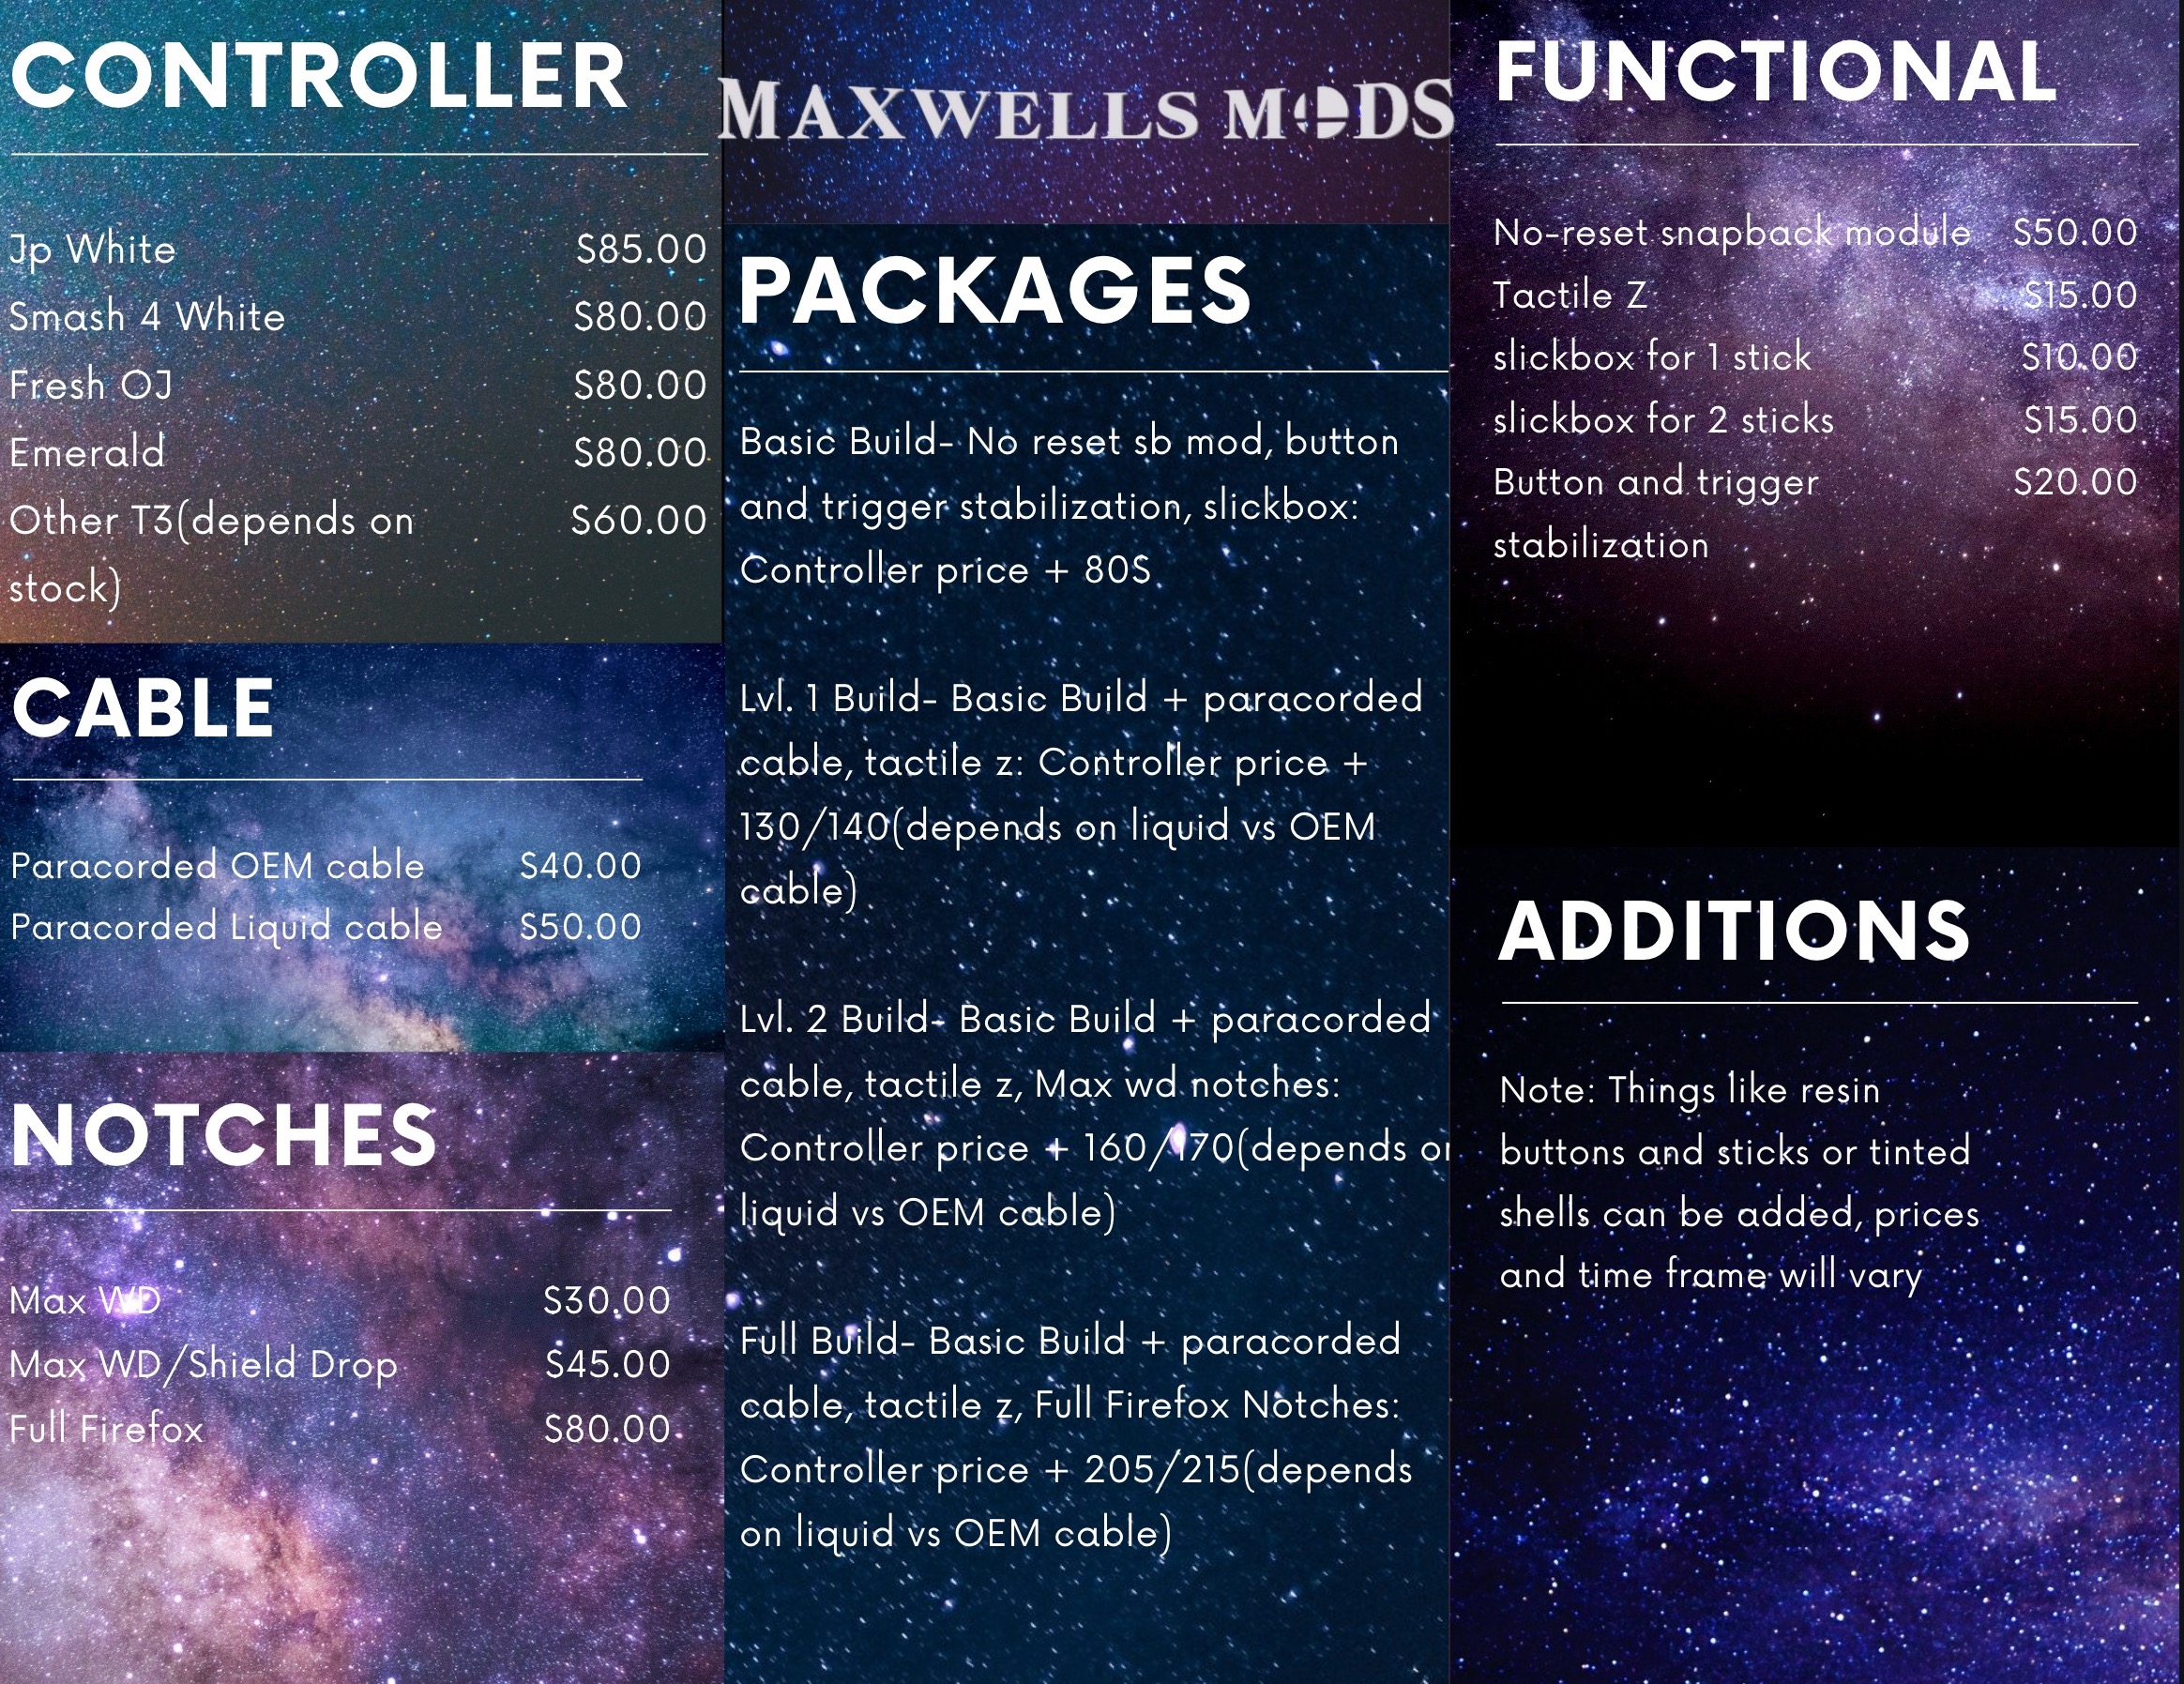 CONTROLLER
Jp White $85.00
Smash 4 White $80.00
Fresh OJ $80.00
Emerald $80.00
Other T3(depends on $60.00
stock)
CABLE
Paracorded OEM cable $40.00
Paracorded Liquid cable $50.00
NOTCHES
Max WD $30.00
Max WD/Shield Drop $45.00
Full Firefox $80.00
MAXWELLS MODS
PACKAGES
Basic Build- No reset sb mod, button
and trigger stabilization, slickbox:
Controller price + 80$
Lvl. 1 Build- Basic Build + paracorded
cable, tactile z: Controller price +
130/140(depends on liquid vs OEM
cable)
Lvl. 2 Build- Basic Build + paracorded
cable, tactile z, Max wd notches:
Controller price + 160/170(depends on
liquid vs OEM cable)
Full Build- Basic Build + paracorded
cable, tactile z, Full Firefox Notches:
Controller price + 205/215(depends
on liquid vs OEM cable)
FUNCTIONAL
No-reset snapback module $50.00
Tactile Z $15.00
slickbox for 1 stick $10.00
slickbox for 2 sticks $15.00
Button and trigger $20.00
stabilization
ADDITIONS
Note: Things like resin
buttons and sticks or tinted
shells can be added, prices
and time frame will vary